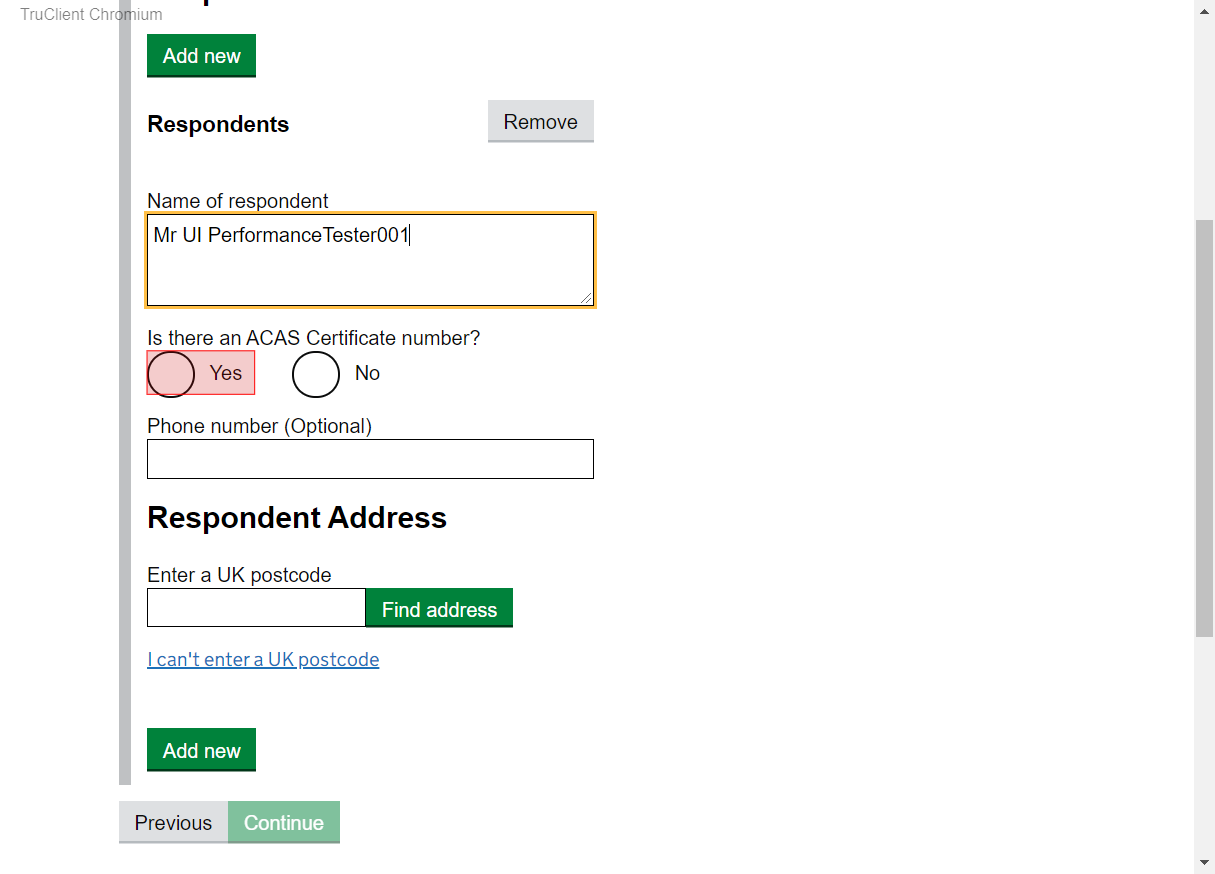 TruClient Chromium
Add new
Respondents
Remove
Name of respondent
Mr UI PerformanceTester001
Is there an ACAS Certificate number?
Yes No
Phone number (Optional)
Respondent Address
Enter a UK postcode
Find address
I can't enter a UK postcode
Add new
Previous Continue